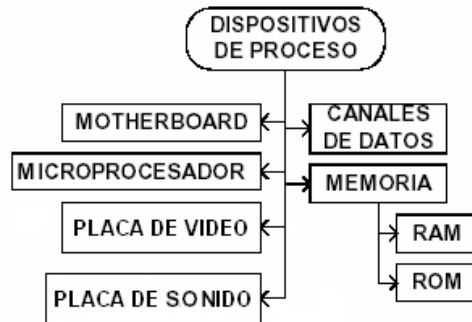 DISPOSITIVOS
DE PROCESO
MOTHERBOARD
CANALES
DE DATOS
MICROPROCESADOR
MEMORIA
PLACA DE VIDEO
RAM
ROM
PLACA DE SONIDO